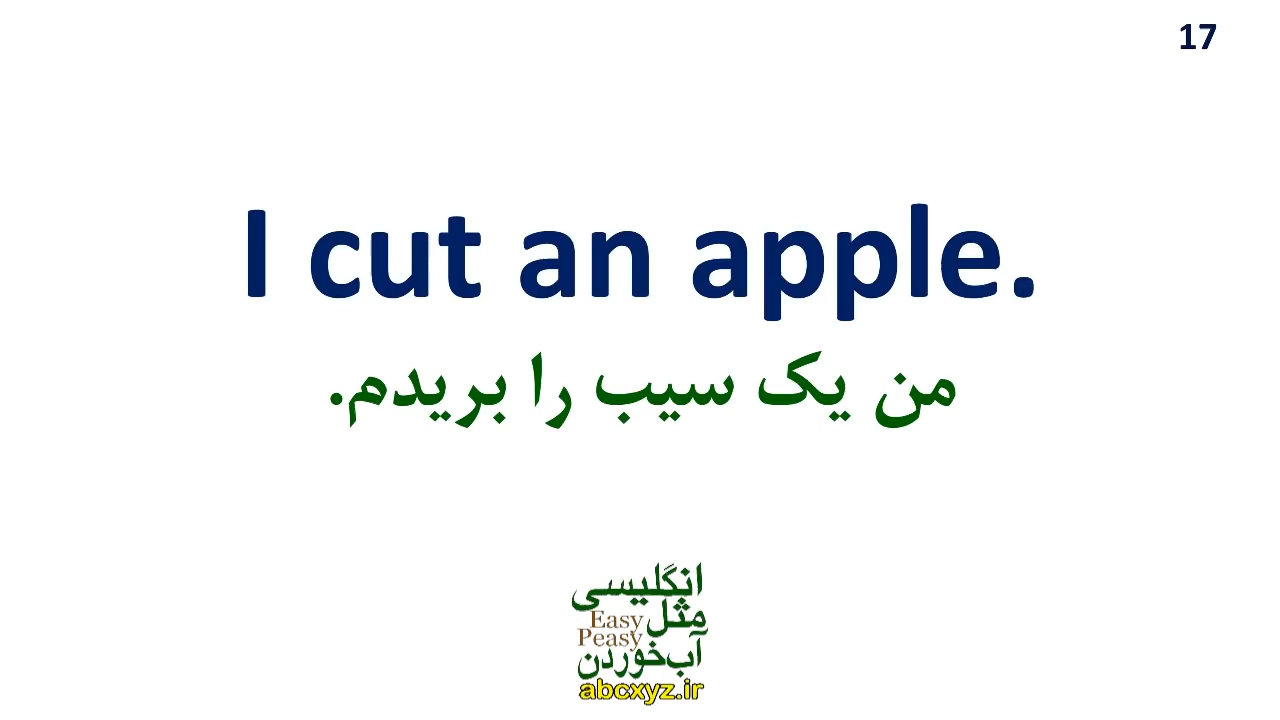 17
I cut an apple.
من یک سیب را بریدم.
انگلیسی
مثل
Easy
Peasy
آب‌خوردن
abcxyz.ir